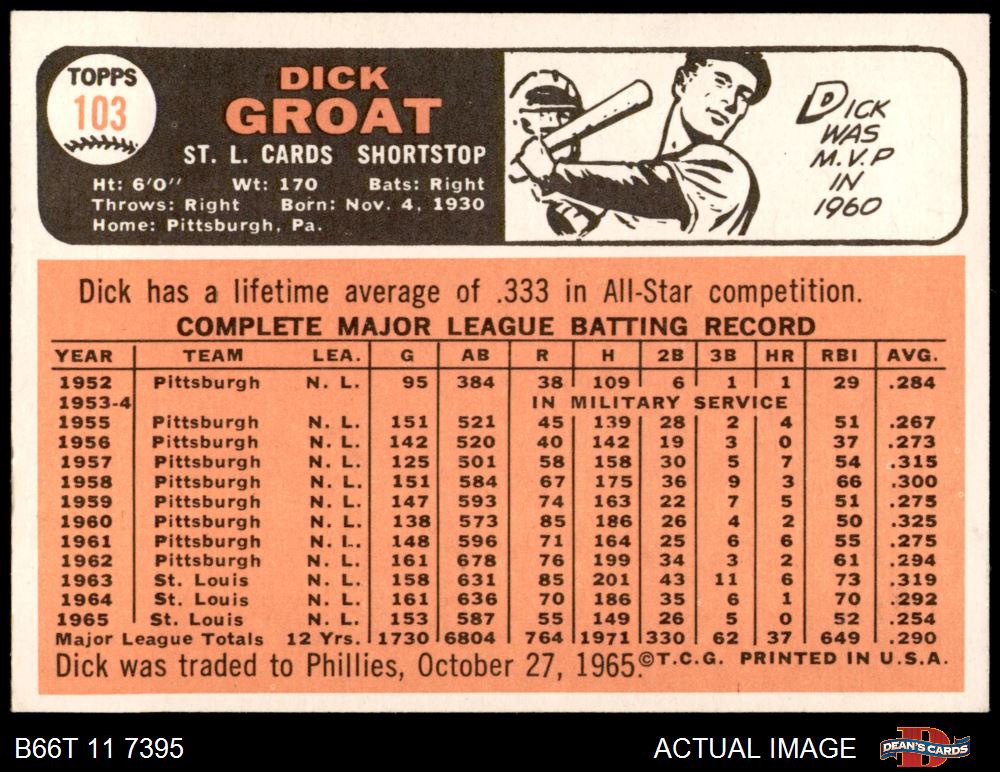 TOPPS
103
DICK
GROAT
ST. L. CARDS SHORTSTOP
Ht: 6'0" Wt: 170 Bats: Right
Throws: Right Born: Nov. 4, 1930
Home: Pittsburgh, Pa.
DICK
WAS
M.V.P
IN
1960
Dick has a lifetime average of .333 in All-Star competition.
COMPLETE MAJOR LEAGUE BATTING RECORD
YEAR TEAM LEA. G AB R H 2B 3B HR RBI AVG.
1952 Pittsburgh N. L. 95 384 38 109 6 1 1 29 .284
1953-4 IN MILITARY SERVICE
1955 Pittsburgh N. L. 151 521 45 139 28 2 4 51 .267
1956 Pittsburgh N. L. 142 520 40 142 19 3 0 37 .273
1957 Pittsburgh N. L. 125 501 58 158 30 5 7 54 .315
1958 Pittsburgh N. L. 151 584 67 175 36 9 3 66 .300
1959 Pittsburgh N. L. 147 593 74 163 22 7 5 51 .275
1960 Pittsburgh N. L. 138 573 85 186 26 4 2 50 .325
1961 Pittsburgh N. L. 148 596 71 164 25 6 6 55 .275
1962 Pittsburgh N. L. 161 678 76 199 34 3 2 61 .294
1963 St. Louis N. L. 158 631 85 201 43 11 6 73 .319
1964 St. Louis N. L. 161 636 70 186 35 6 1 70 .292
1965 St. Louis N. L. 153 587 55 149 26 5 0 52 .254
Major League Totals 12 Yrs. 1730 6804 764 1971 330 62 37 649 .290
Dick was traded to Phillies, October 27, 1965. ©T.C.G. PRINTED IN U.S.A.
B66T 11 7395 ACTUAL IMAGE DEAN'S CARDS